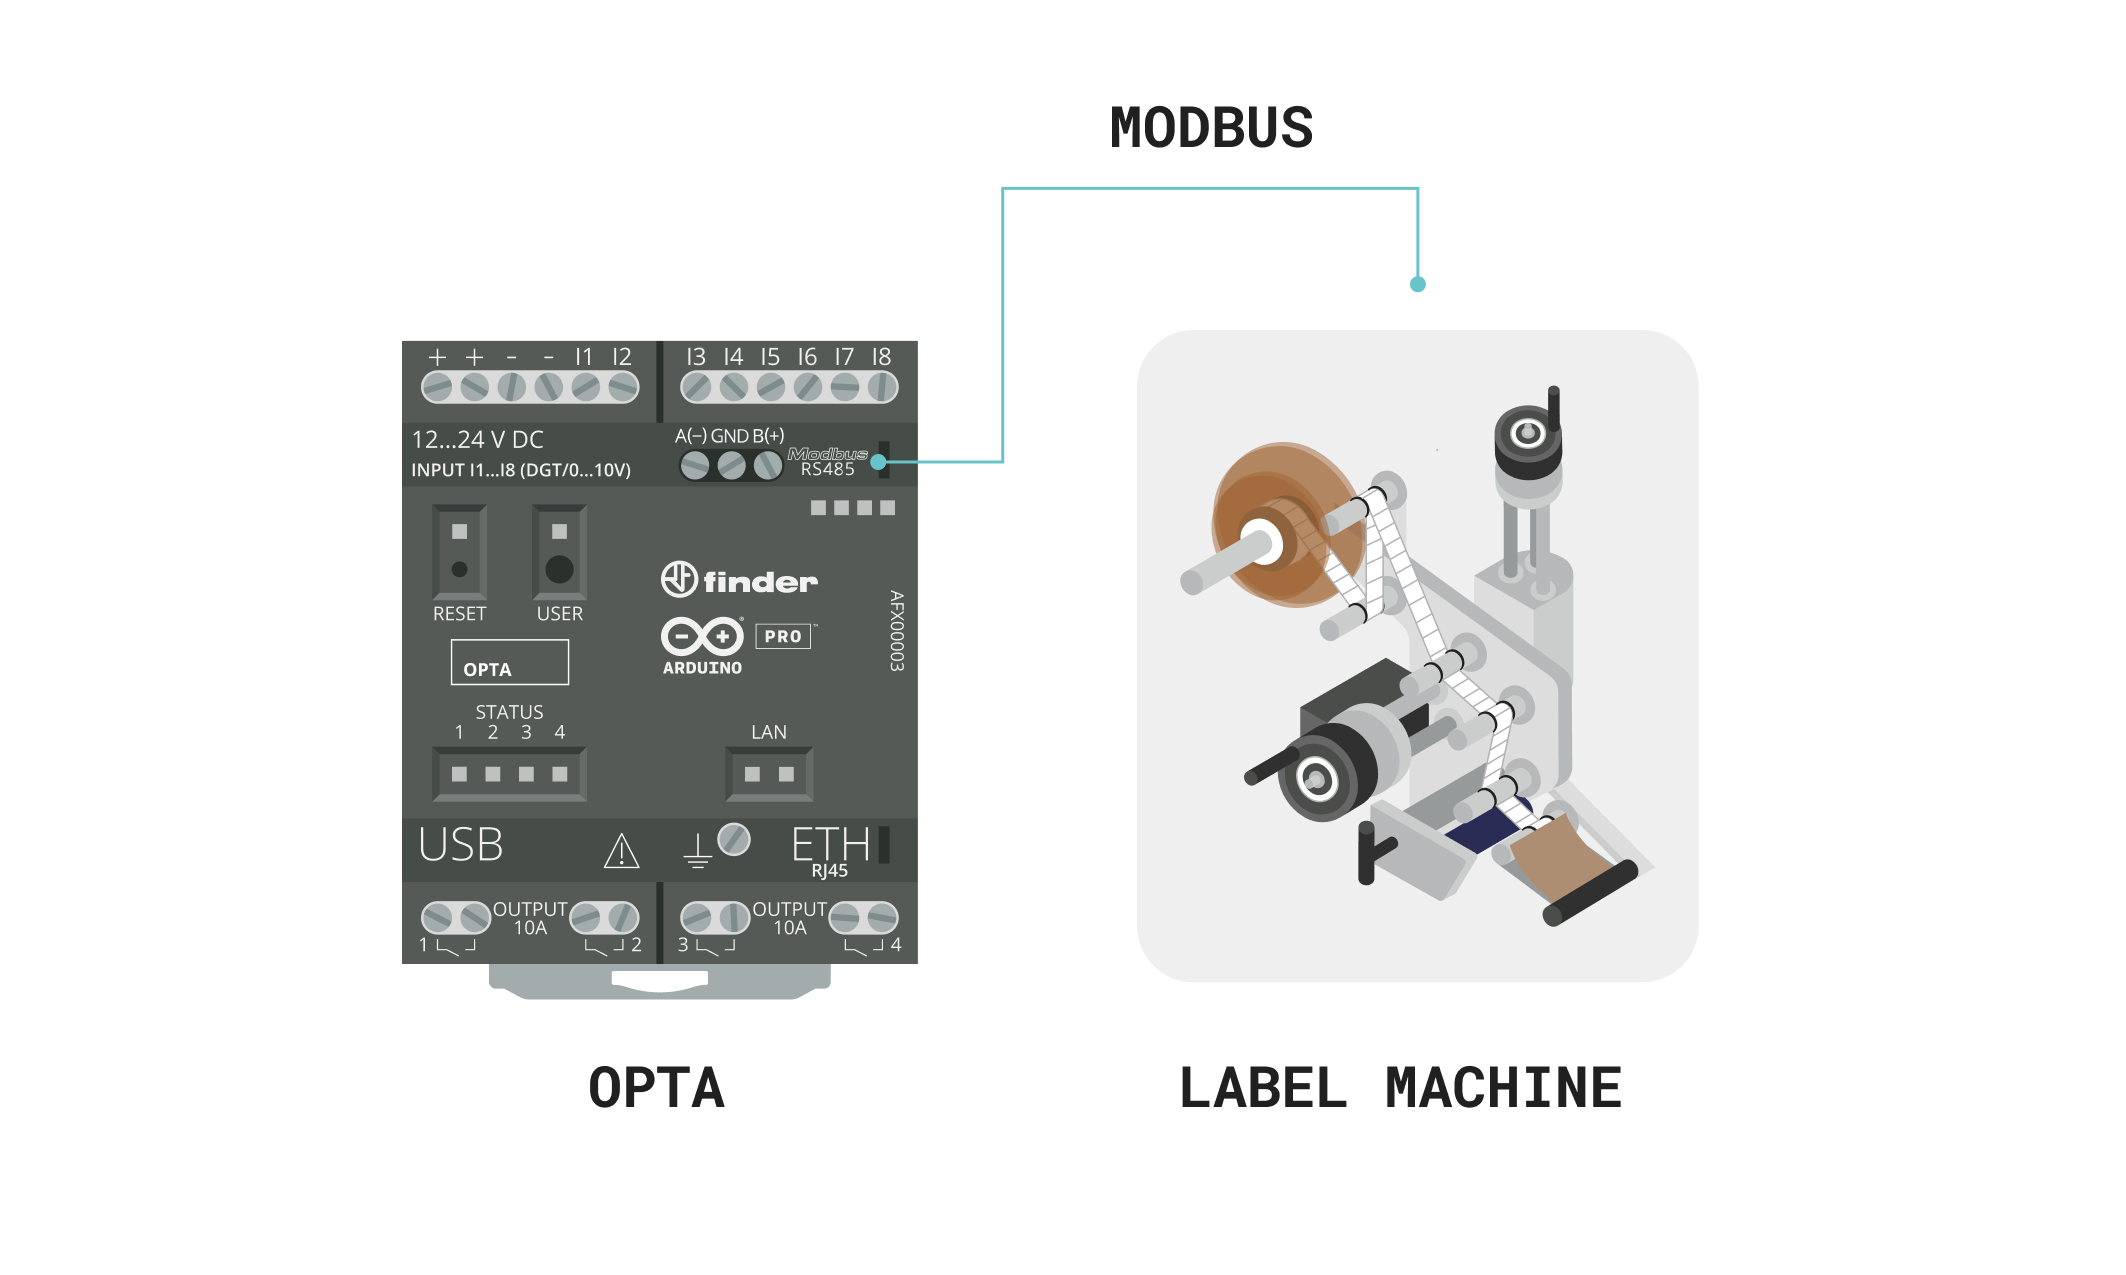 MODBUS
+ + - - I1 I2 I3 I4 I5 I6 I7 I8
12...24 V DC
INPUT I1...I8 (DGT/0...10V)
A(-) GND B(+)
Modbus
RS485
RESET USER
finder
ARDUINO
PRO™
AFX00003
OPTA
STATUS
1 2 3 4
LAN
USB
ETH
RJ45
OUTPUT
10A
1 2
OUTPUT
10A
3 4
OPTA
LABEL MACHINE